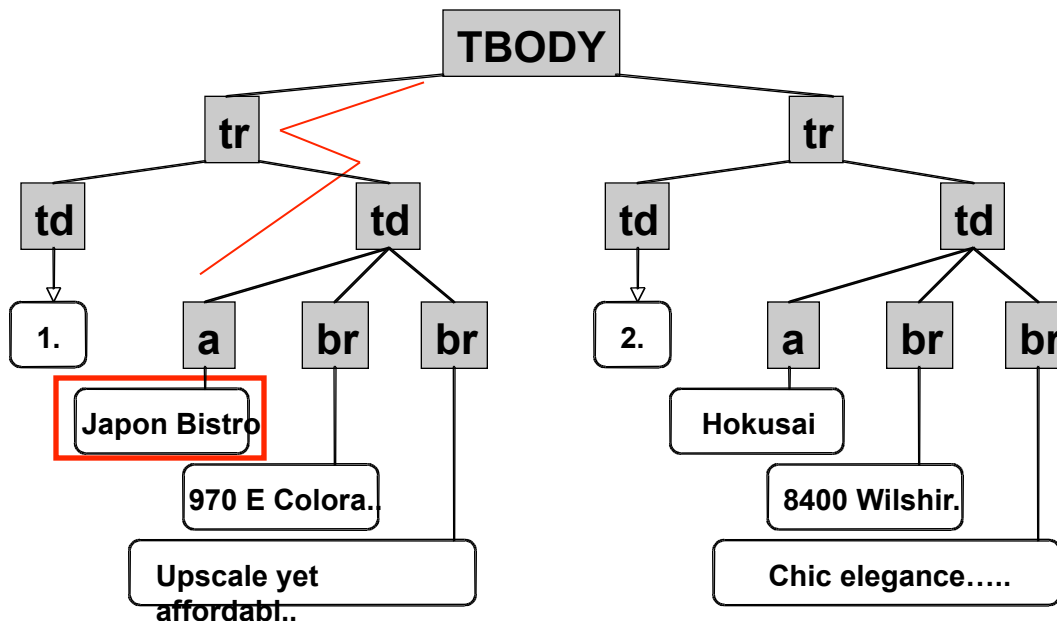 TBODY
tr
tr
td
td
td
td
1.
a
br
br
2.
a
br
br
Japon Bistro
Hokusai
970 E Colora..
8400 Wilshir.
Upscale yet
affordabl..
Chic elegance…..